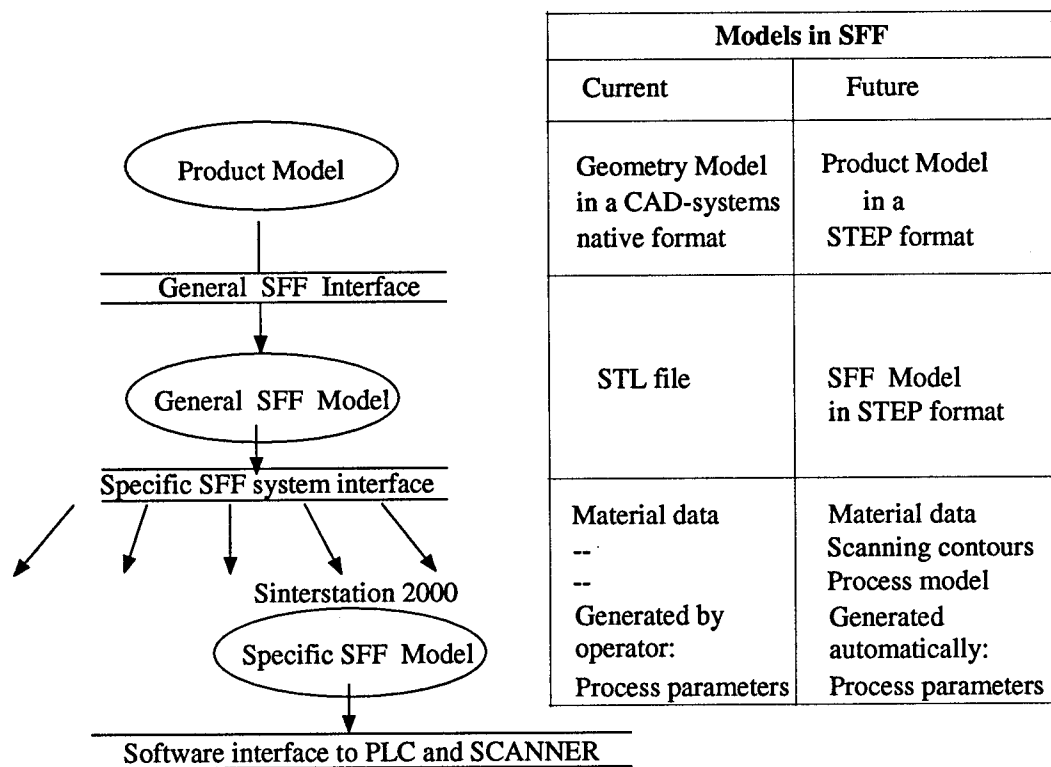 Product Model
General SFF Interface
General SFF Model
Specific SFF system interface
Sinterstation 2000
Specific SFF Model
Software interface to PLC and SCANNER
Models in SFF
Current
Future
Geometry Model
in a CAD-systems
native format
Product Model
in a
STEP format
STL file
SFF Model
in STEP format
Material data
--
--
Generated by
operator:
Process parameters
Material data
Scanning contours
Process model
Generated
automatically:
Process parameters